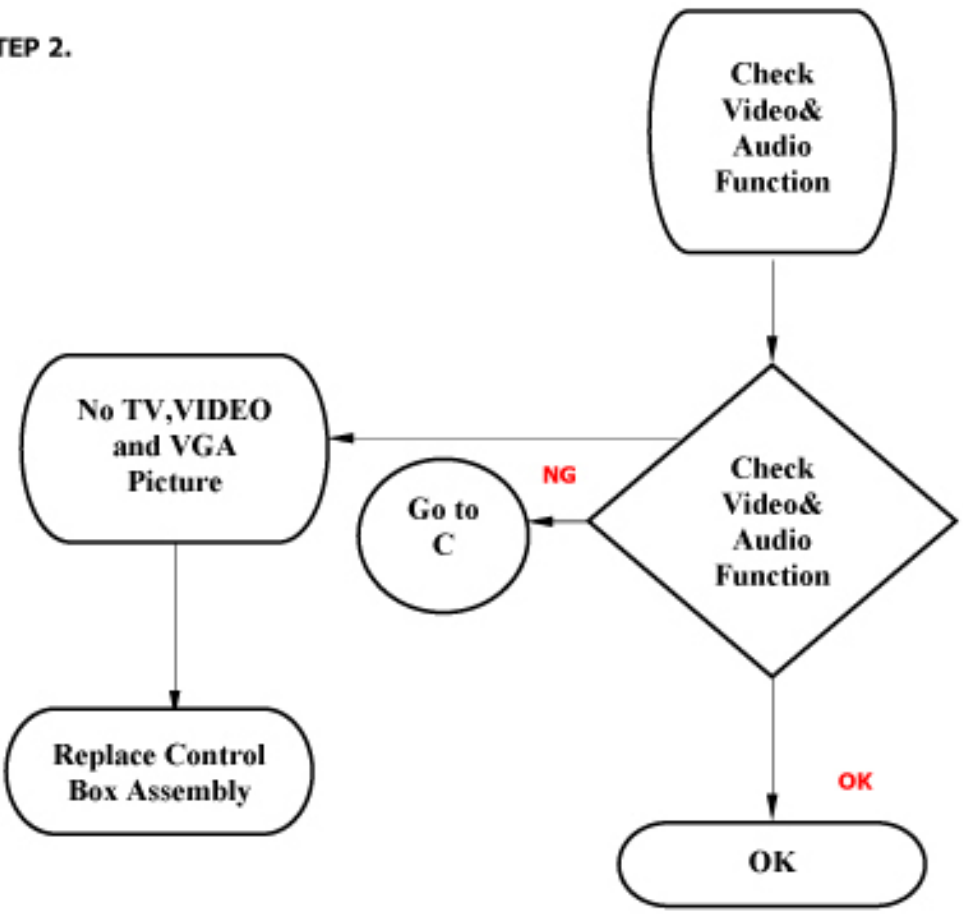 TEP 2.
Check
Video&
Audio
Function
No TV,VIDEO
and VGA
Picture
NG
Go to
C
Check
Video&
Audio
Function
Replace Control
Box Assembly
OK
OK